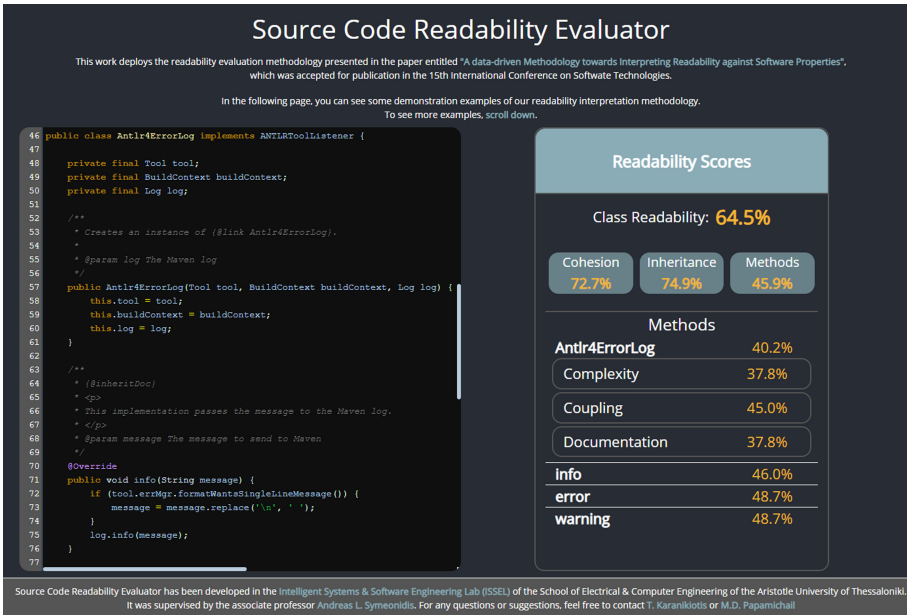 Source Code Readability Evaluator
This work deploys the readability evaluation methodology presented in the paper entitled "A data-driven Methodology towards Interpreting Readability against Software Properties",
which was accepted for publication in the 15th International Conference on Softwate Technologies.
In the following page, you can see some demonstration examples of our readability interpretation methodology.
To see more examples, scroll down.
46 public class Antlr4ErrorLog implements ANTLRToolListener {
47
48 private final Tool tool;
49 private final BuildContext buildContext;
50 private final Log log;
51
52 /**
53 * Creates an instance of {@link Antlr4ErrorLog}.
54 *
55 * @param log The Maven log
56 */
57 public Antlr4ErrorLog(Tool tool, BuildContext buildContext, Log log) {
58 this.tool = tool;
59 this.buildContext = buildContext;
60 this.log = log;
61 }
62
63 /**
64 * {@inheritDoc}
65 * <p>
66 * This implementation passes the message to the Maven log.
67 * </p>
68 * @param message The message to send to Maven
69 */
70 @Override
71 public void info(String message) {
72 if (tool.errMgr.formatWantsSingleLineMessage()) {
73 message = message.replace('\n', ' ');
74 }
75 log.info(message);
76 }
77
Readability Scores
Class Readability: 64.5%
Cohesion Inheritance Methods
72.7% 74.9% 45.9%
Methods
Antlr4ErrorLog 40.2%
Complexity 37.8%
Coupling 45.0%
Documentation 37.8%
info 46.0%
error 48.7%
warning 48.7%
Source Code Readability Evaluator has been developed in the Intelligent Systems & Software Engineering Lab (ISSEL) of the School of Electrical & Computer Engineering of the Aristotle University of Thessaloniki.
It was supervised by the associate professor Andreas L. Symeonidis. For any questions or suggestions, feel free to contact T. Karanikiotis or M.D. Papamichail